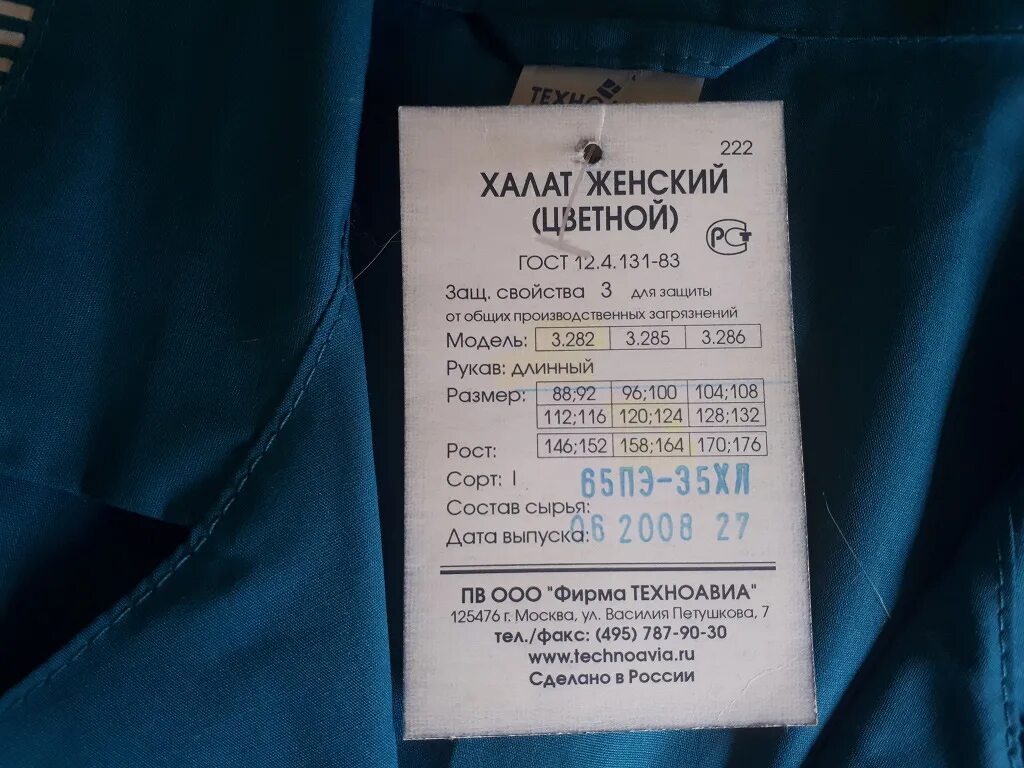 ТЕХНО
222
ХАЛАТ ЖЕНСКИЙ
(ЦВЕТНОЙ)
РСТ
ГОСТ 12.4.131-83
Защ. свойства 3 для защиты
от общих производственных загрязнений
Модель: 3.282 3.285 3.286
Рукав: длинный
Размер: 88;92 96;100 104;108
112;116 120;124 128;132
Рост: 146;152 158;164 170;176
Сорт: I 65ПЭ-35ХЛ
Состав сырья:
Дата выпуска: 06 2008 27
ПВ ООО "Фирма ТЕХНОАВИА"
125476 г. Москва, ул. Василия Петушкова, 7
тел./факс: (495) 787-90-30
www.technoavia.ru
Сделано в России